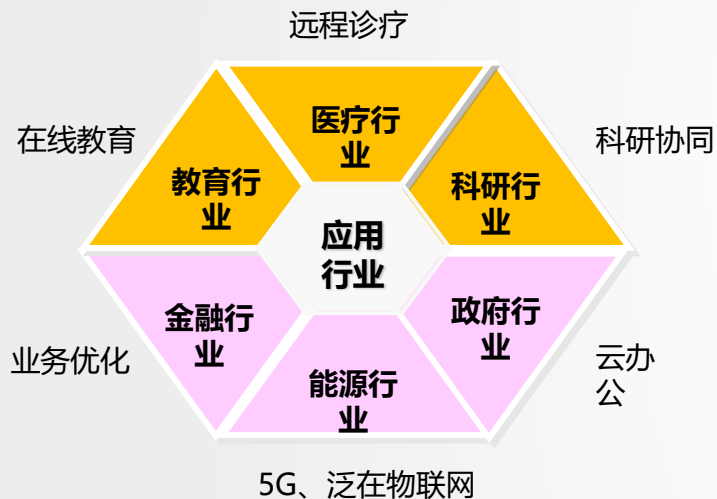 远程诊疗
医疗行
业
在线教育
科研协同
教育行
业
科研行
业
应用
行业
金融行
业
政府行
业
业务优化
云办
公
能源行
业
5G、泛在物联网